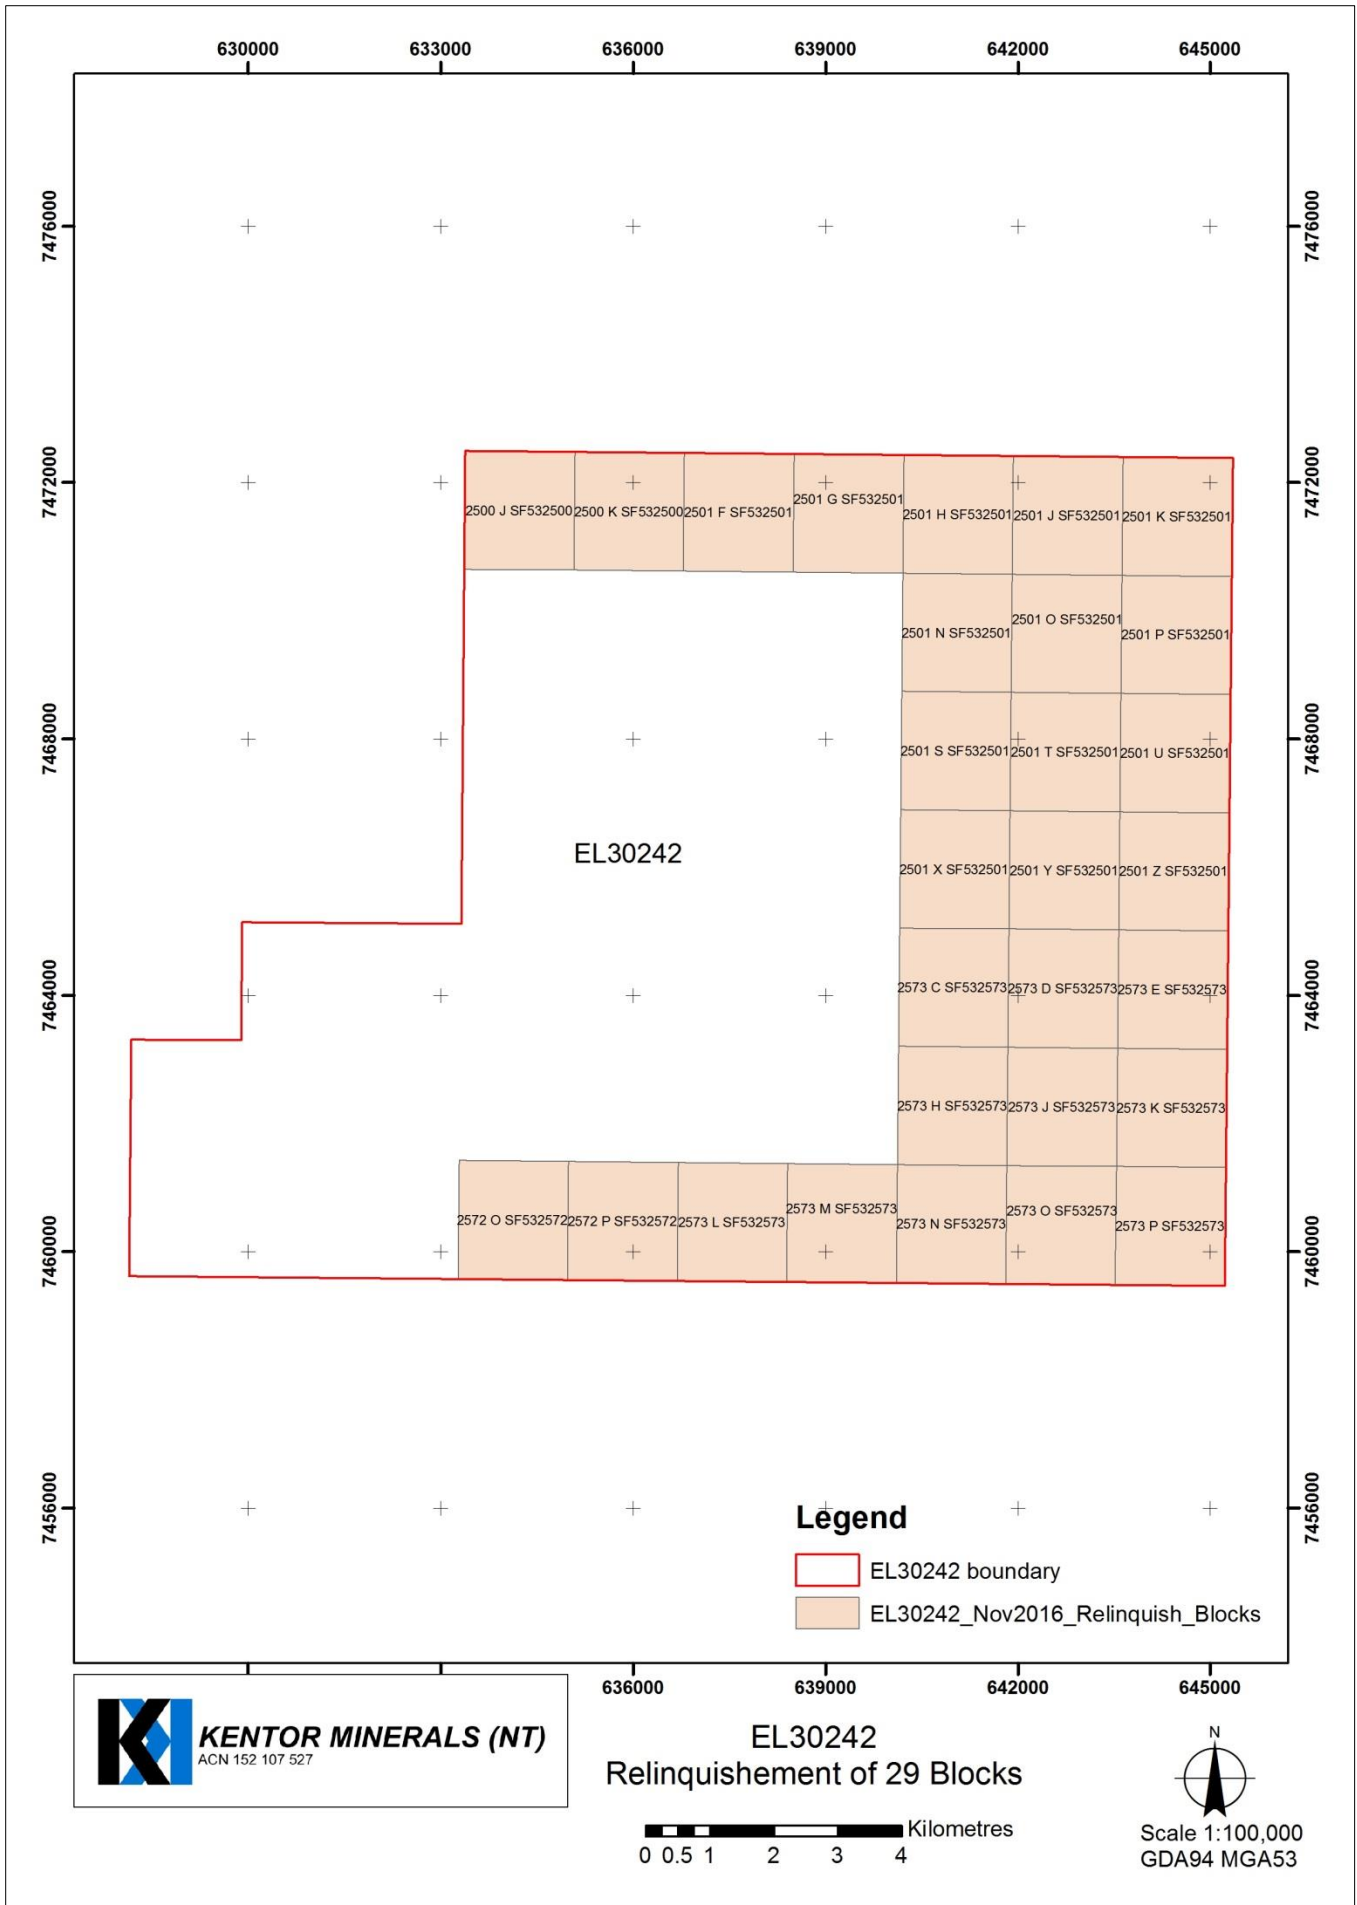 630000 633000 636000 639000 642000 645000
7476000 7476000
7472000 7472000
2500 J SF532500 2500 K SF532500 2501 F SF532501 2501 G SF532501 2501 H SF532501 2501 J SF532501 2501 K SF532501
2501 N SF532501 2501 O SF532501 2501 P SF532501
7468000 7468000
2501 S SF532501 2501 T SF532501 2501 U SF532501
EL30242
2501 X SF532501 2501 Y SF532501 2501 Z SF532501
7464000 7464000
2573 C SF532573 2573 D SF532573 2573 E SF532573
2573 H SF532573 2573 J SF532573 2573 K SF532573
2572 O SF532572 2572 P SF532572 2573 L SF532573 2573 M SF532573 2573 N SF532573 2573 O SF532573 2573 P SF532573
7460000 7460000
7456000 7456000
Legend
EL30242 boundary
EL30242_Nov2016_Relinquish_Blocks
636000 639000 642000 645000
KENTOR MINERALS (NT)
ACN 152 107 527
EL30242
Relinquishement of 29 Blocks
N
Kilometres
0 0.5 1 2 3 4
Scale 1:100,000
GDA94 MGA53